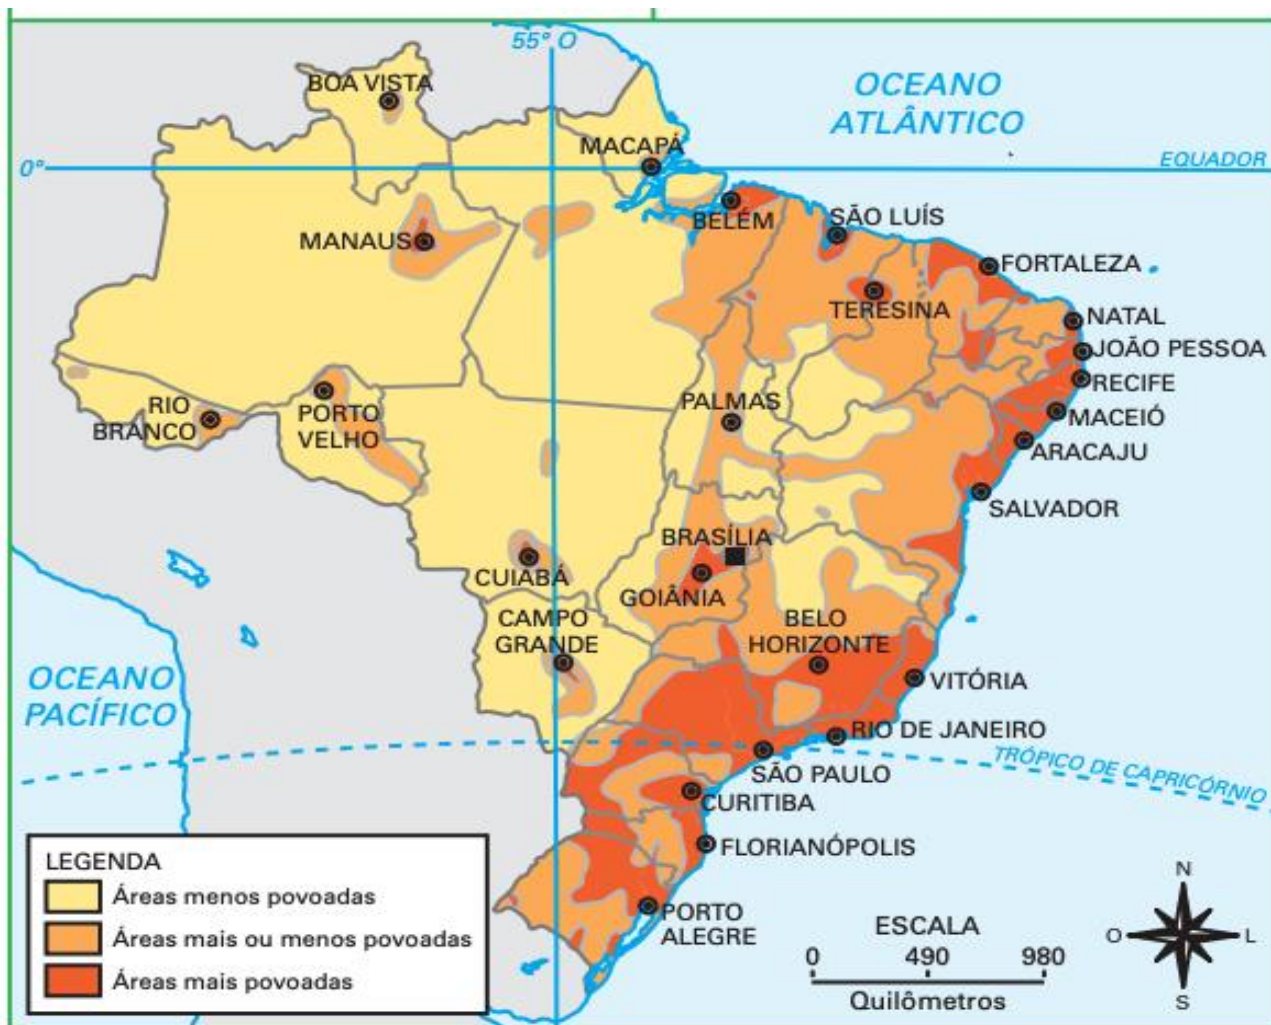 55° O
BOA VISTA
OCEANO
ATLÂNTICO
MACAPÁ
0°
EQUADOR
BELÉM
SÃO LUÍS
MANAUS
FORTALEZA
TERESINA
NATAL
JOÃO PESSOA
RECIFE
PALMAS
RIO
BRANCO
PORTO
VELHO
MACEIÓ
ARACAJU
SALVADOR
BRASÍLIA
CUIABÁ
GOIÂNIA
CAMPO
GRANDE
BELO
HORIZONTE
OCEANO
PACÍFICO
VITÓRIA
RIO DE JANEIRO
SÃO PAULO
TRÓPICO DE CAPRICÓRNIO
CURITIBA
FLORIANÓPOLIS
PORTO
ALEGRE
LEGENDA
Áreas menos povoadas
Áreas mais ou menos povoadas
Áreas mais povoadas
ESCALA
0 490 980
Quilômetros
N
O L
S